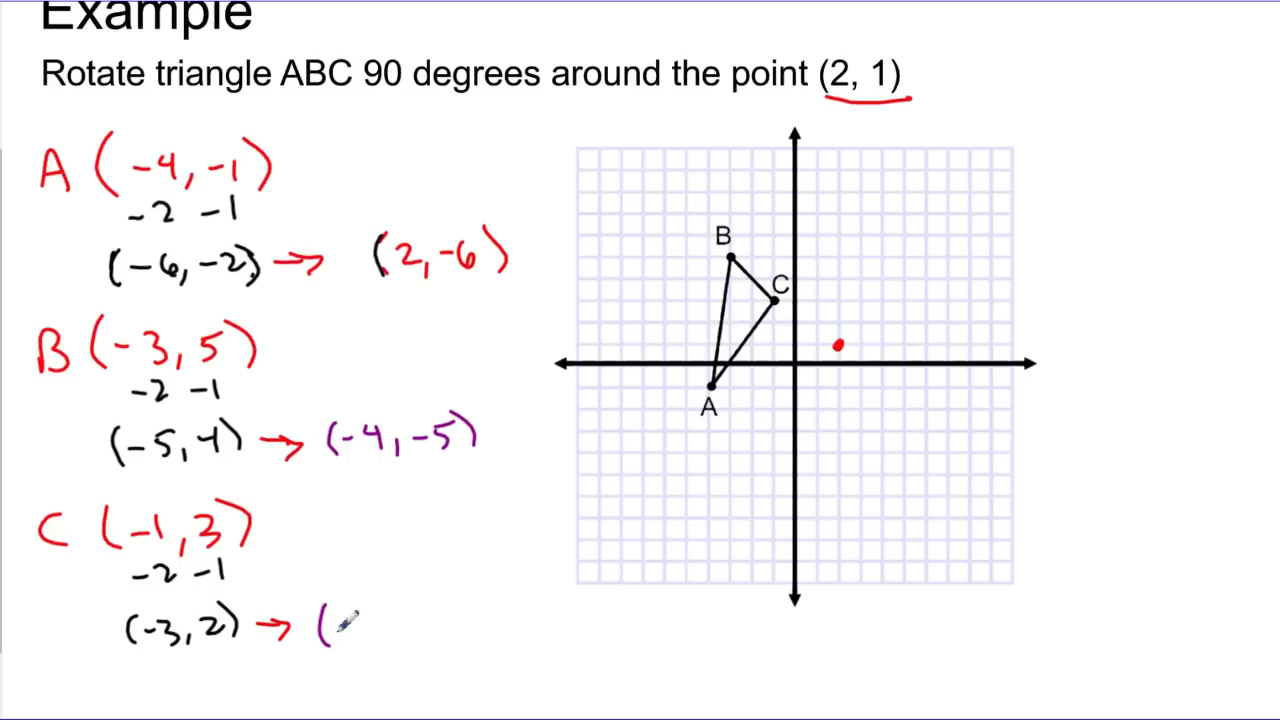 Example
Rotate triangle ABC 90 degrees around the point (2, 1)
A (-4, -1)
-2 -1
(-6, -2) → (2, -6)
B (-3, 5)
-2 -1
(-5, 4) → (-4, -5)
C (-1, 3)
-2 -1
(-3, 2) → (
B
C
A